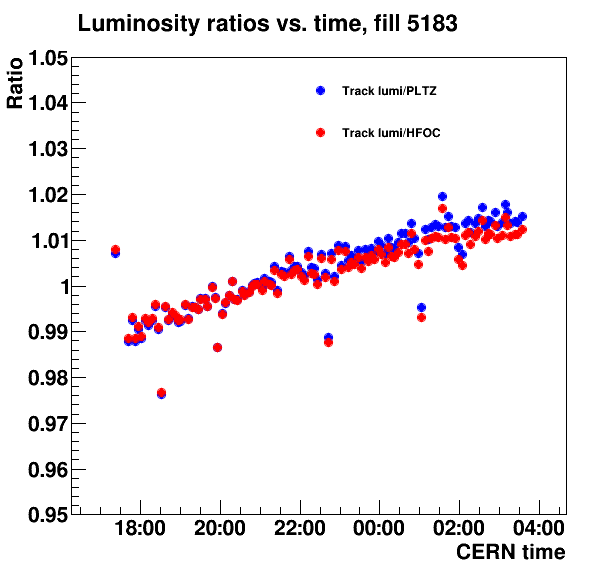 Luminosity ratios vs. time, fill 5183
Ratio
1.05
1.04
1.03
1.02
1.01
1
0.99
0.98
0.97
0.96
0.95
Track lumi/PLTZ
Track lumi/HFOC
18:00 20:00 22:00 00:00 02:00 04:00
CERN time